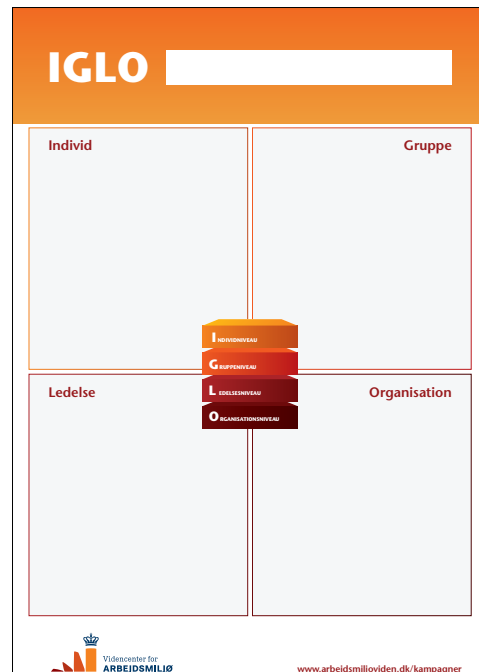 IGLO
Individ
Gruppe
INDIVIDNIVEAU
GRUPPENIVEAU
LEDELSESNIVEAU
ORGANISATIONSNIVEAU
Ledelse
Organisation
Videncenter for
ARBEJDSMILJØ
www.arbejdsmiljoviden.dk/kampagner